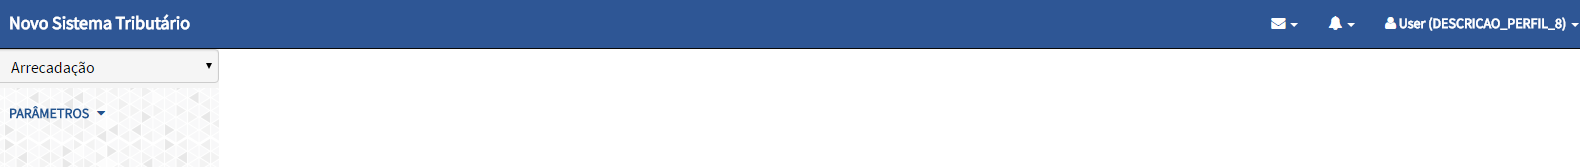 Novo Sistema Tributário
User (DESCRICAO_PERFIL_8)
Arrecadação
PARÂMETROS